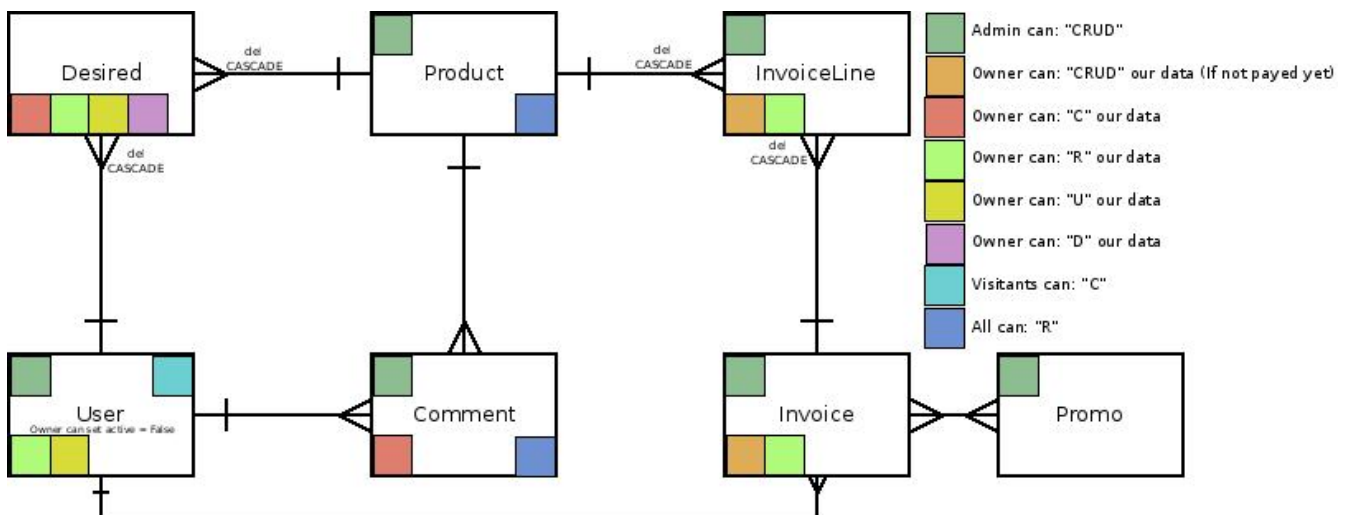 Desired
del
CASCADE
Product
del
CASCADE
InvoiceLine
del
CASCADE
del
CASCADE
User
Owner can set active = False
Comment
Invoice
Promo
Admin can: "CRUD"
Owner can: "CRUD" our data (If not payed yet)
Owner can: "C" our data
Owner can: "R" our data
Owner can: "U" our data
Owner can: "D" our data
Visitants can: "C"
All can: "R"